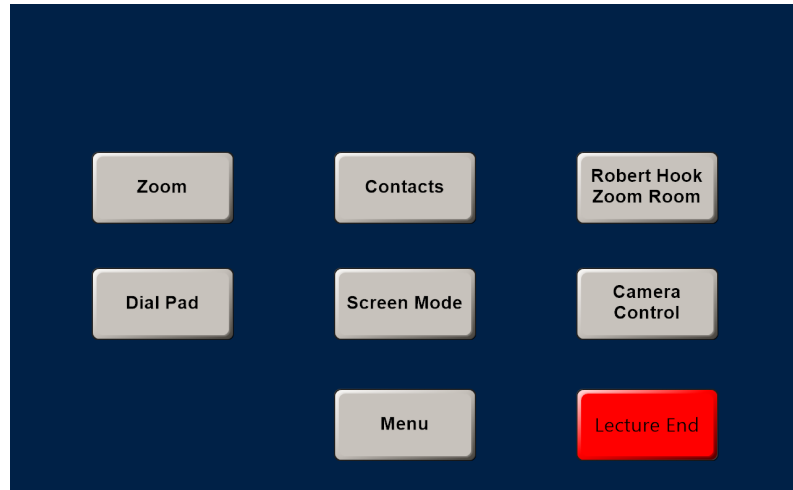 Zoom
Contacts
Robert Hook
Zoom Room
Dial Pad
Screen Mode
Camera
Control
Menu
Lecture End